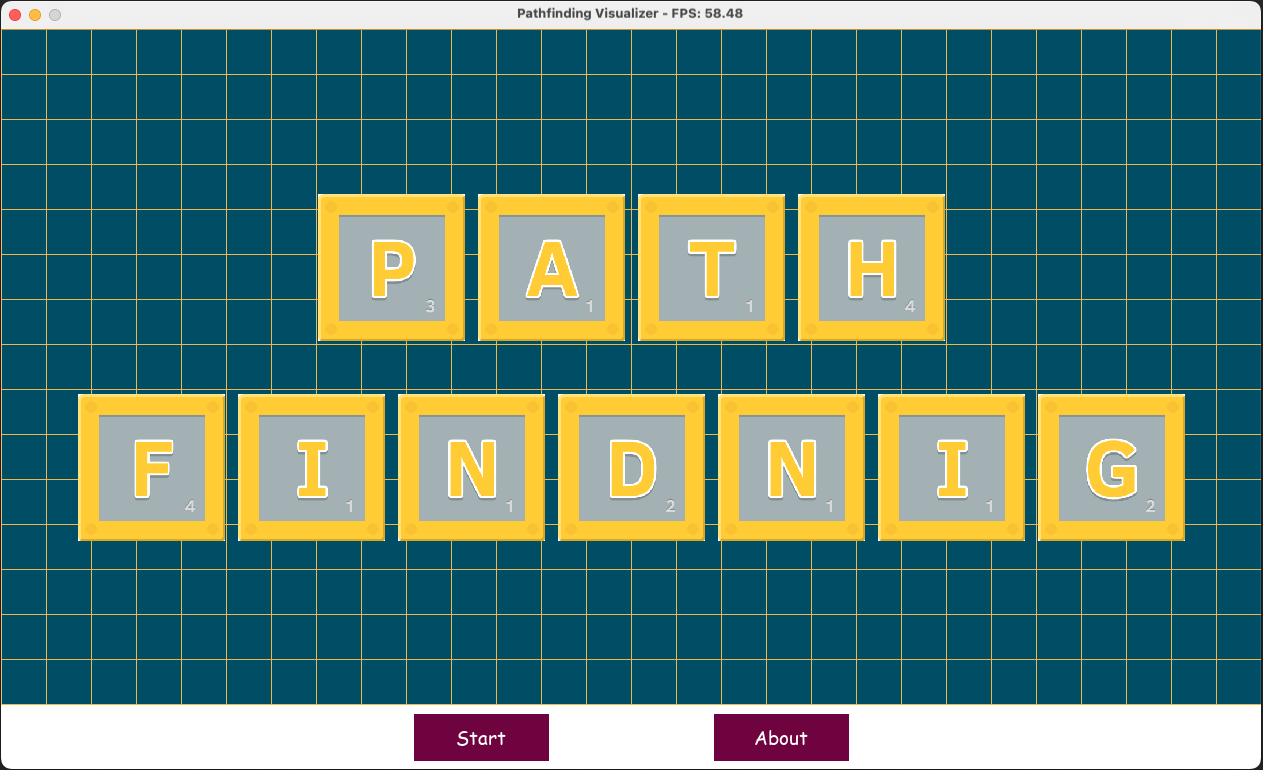 Pathfinding Visualizer - FPS: 58.48
P 3 A 1 T 1 H 4
F 4 I 1 N 1 D 2 N 1 I 1 G 2
Start About